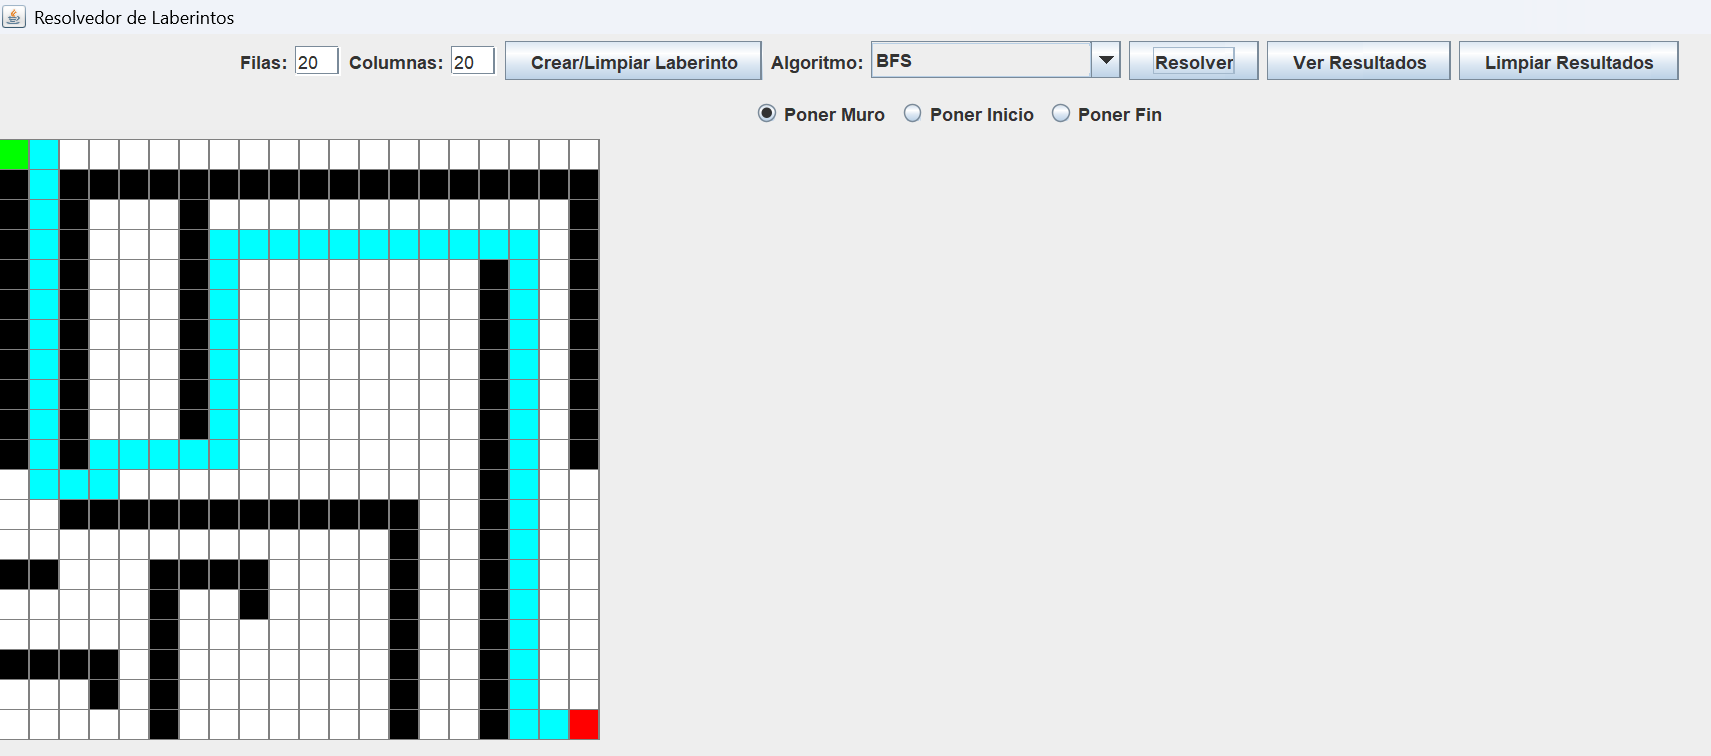 Resolvedor de Laberintos
Filas: 20 Columnas: 20 Crear/Limpiar Laberinto Algoritmo: BFS Resolver Ver Resultados Limpiar Resultados
Poner Muro Poner Inicio Poner Fin